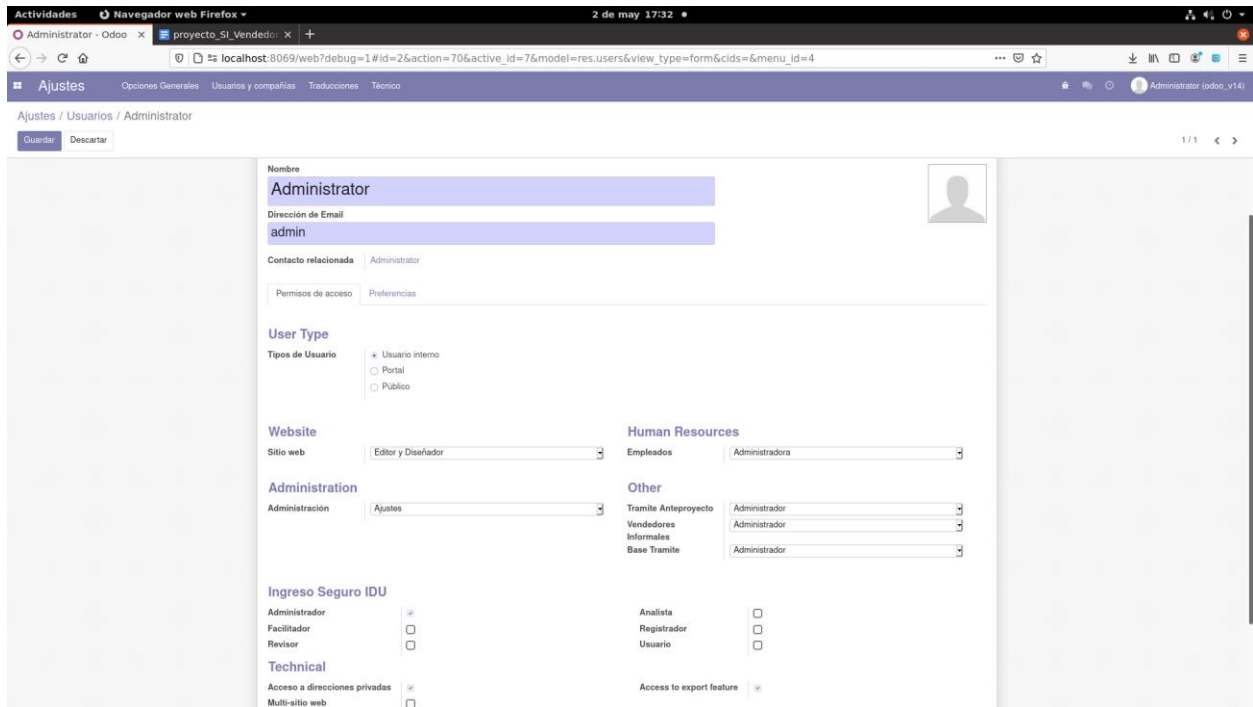 Actividades Navegador web Firefox 2 de may 17:32
Administrator - Odoo × proyecto_SI_Vendedor × +
localhost:8069/web?debug=1#id=2&action=70&active_id=7&model=res.users&view_type=form&cids=&menu_id=4
Ajustes Opciones Generales Usuarios y compañías Traducciones Técnico Administrator (odoo_v14)
Ajustes / Usuarios / Administrator
Guardar Descartar 1 / 1
Nombre
Administrator
Dirección de Email
admin
Contacto relacionada Administrator
Permisos de acceso Preferencias
User Type
Tipos de Usuario Usuario interno
Portal
Público
Website Human Resources
Sitio web Editor y Diseñador Empleados Administradora
Administration Other
Administración Ajustes Tramite Anteproyecto Administrador
Vendedores Informales Administrador
Base Tramite Administrador
Ingreso Seguro IDU
Administrador Analista
Facilitador Registrador
Revisor Usuario
Technical
Acceso a direcciones privadas Access to export feature
Multi-sitio web